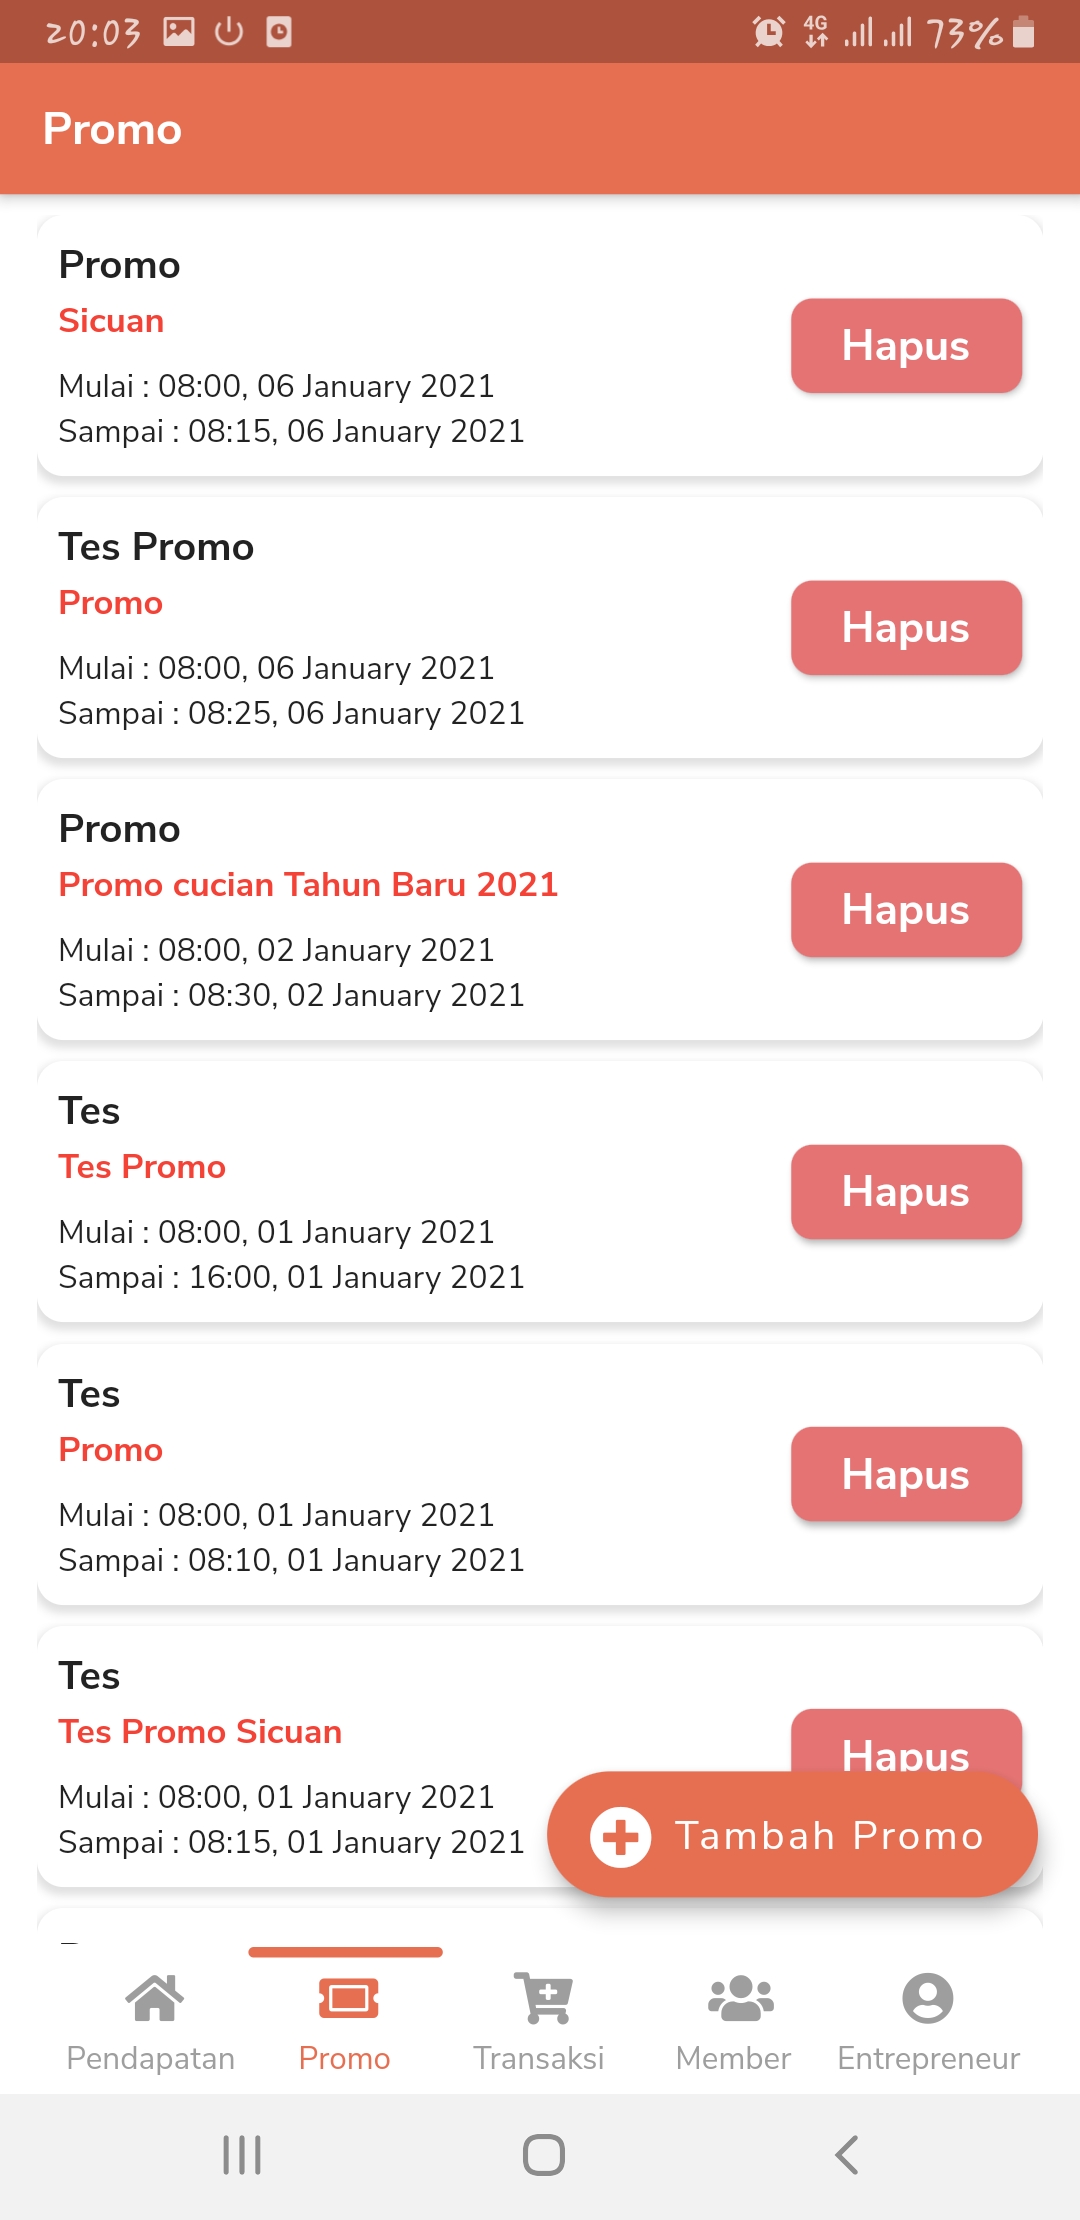 20:03 4G 73%
Promo
Promo
Sicuan
Hapus
Mulai : 08:00, 06 January 2021
Sampai : 08:15, 06 January 2021
Tes Promo
Promo
Hapus
Mulai : 08:00, 06 January 2021
Sampai : 08:25, 06 January 2021
Promo
Promo cucian Tahun Baru 2021
Hapus
Mulai : 08:00, 02 January 2021
Sampai : 08:30, 02 January 2021
Tes
Tes Promo
Hapus
Mulai : 08:00, 01 January 2021
Sampai : 16:00, 01 January 2021
Tes
Promo
Hapus
Mulai : 08:00, 01 January 2021
Sampai : 08:10, 01 January 2021
Tes
Tes Promo Sicuan
Hapus
Mulai : 08:00, 01 January 2021
Sampai : 08:15, 01 January 2021
Tambah Promo
Pendapatan Promo Transaksi Member Entrepreneur